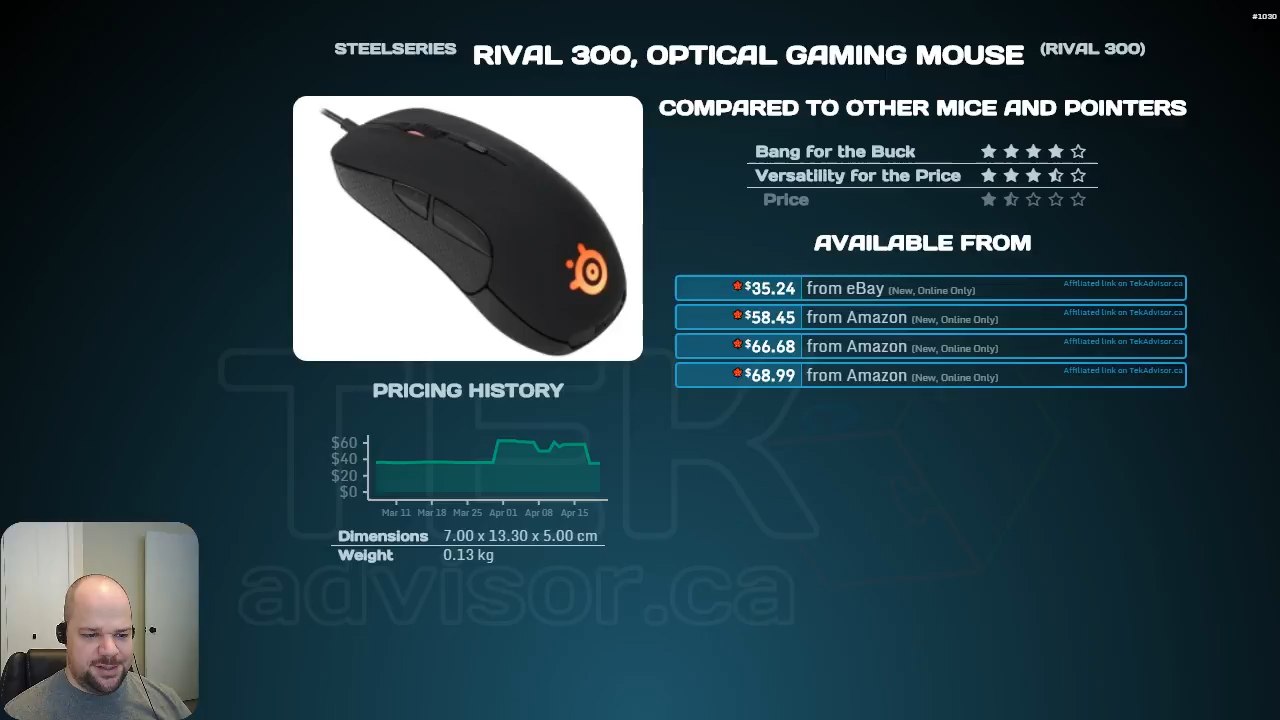 #1030
STEELSERIES RIVAL 300, OPTICAL GAMING MOUSE (RIVAL 300)
COMPARED TO OTHER MICE AND POINTERS
Bang for the Buck
Versatility for the Price
Price
AVAILABLE FROM
$35.24 from eBay (New, Online Only) Affiliated link on TekAdvisor.ca
$58.45 from Amazon (New, Online Only) Affiliated link on TekAdvisor.ca
$66.68 from Amazon (New, Online Only) Affiliated link on TekAdvisor.ca
$68.99 from Amazon (New, Online Only) Affiliated link on TekAdvisor.ca
PRICING HISTORY
$60
$40
$20
$0
Mar 11 Mar 18 Mar 25 Apr 01 Apr 08 Apr 15
Dimensions 7.00 x 13.30 x 5.00 cm
Weight 0.13 kg
TEK
advisor.ca